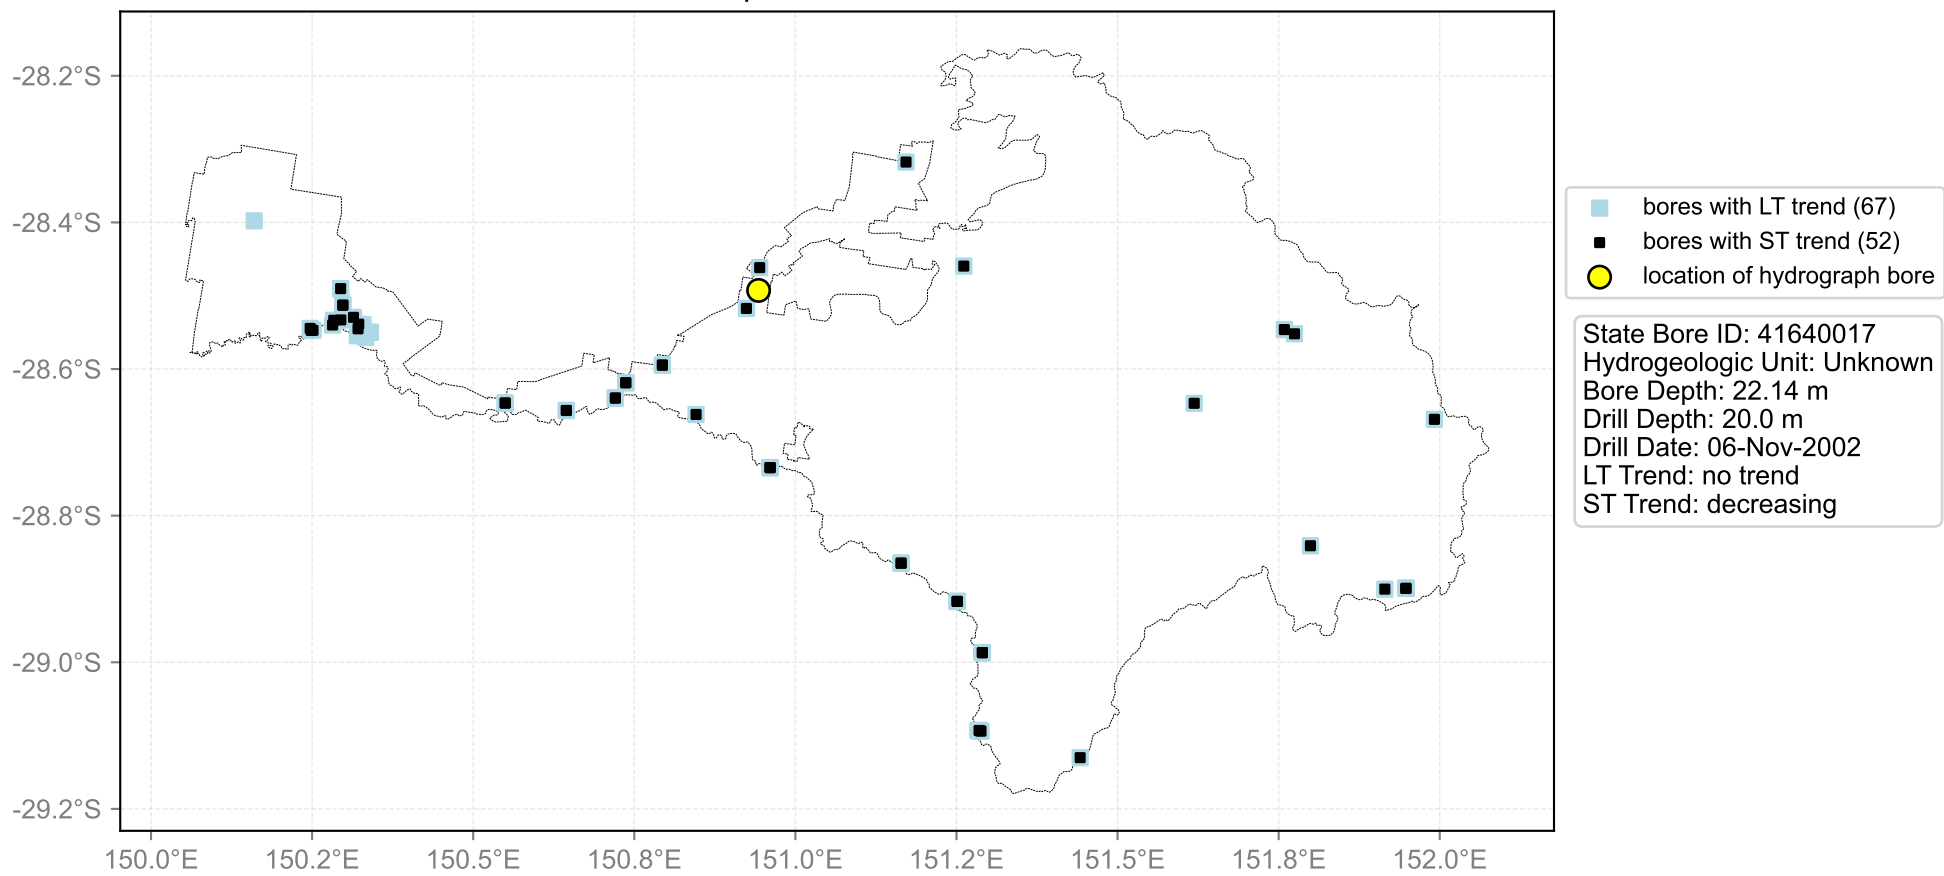 -28.2°S
-28.4°S
-28.6°S
-28.8°S
-29.0°S
-29.2°S
150.0°E
150.2°E
150.5°E
150.8°E
151.0°E
151.2°E
151.5°E
151.8°E
152.0°E
bores with LT trend (67)
bores with ST trend (52)
location of hydrograph bore
State Bore ID: 41640017
Hydrogeologic Unit: Unknown
Bore Depth: 22.14 m
Drill Depth: 20.0 m
Drill Date: 06-Nov-2002
LT Trend: no trend
ST Trend: decreasing